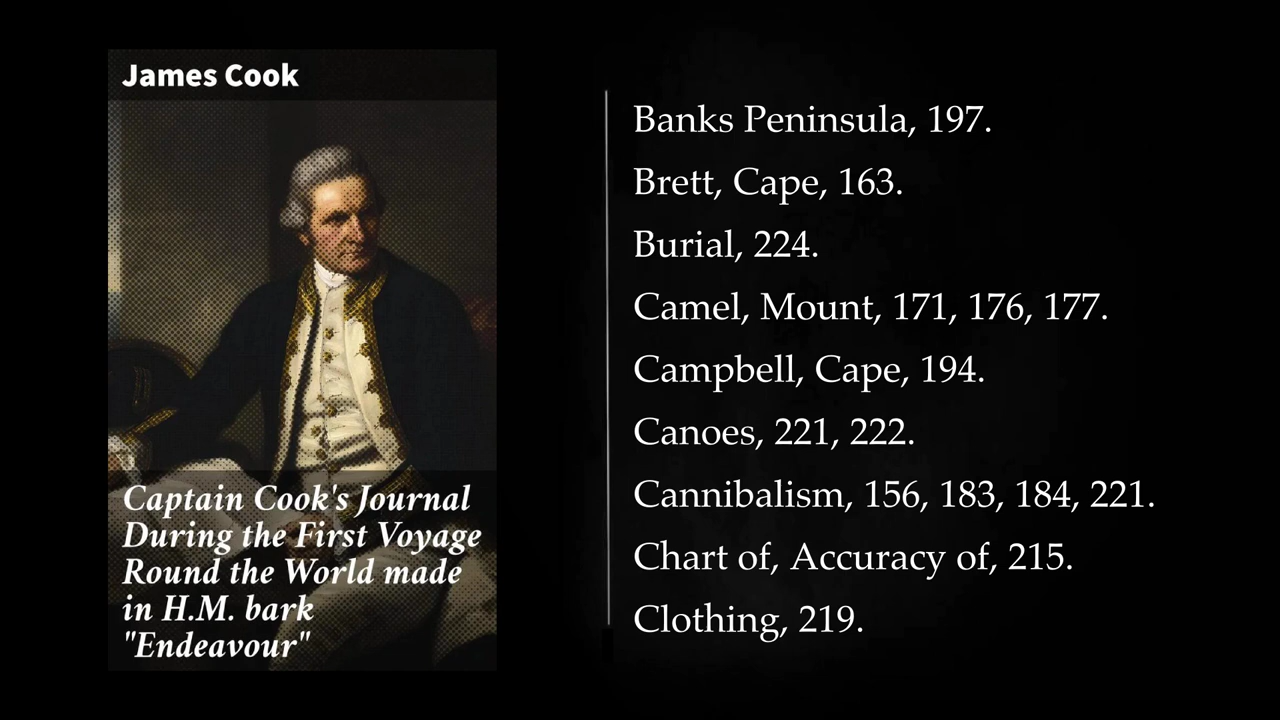 James Cook
Captain Cook's Journal
During the First Voyage
Round the World made
in H.M. bark
"Endeavour"
Banks Peninsula, 197.
Brett, Cape, 163.
Burial, 224.
Camel, Mount, 171, 176, 177.
Campbell, Cape, 194.
Canoes, 221, 222.
Cannibalism, 156, 183, 184, 221.
Chart of, Accuracy of, 215.
Clothing, 219.